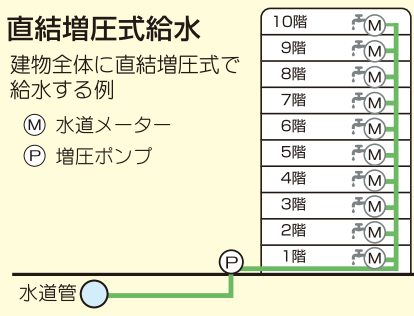 直結増圧式給水
建物全体に直結増圧式で
給水する例
M 水道メーター
P 増圧ポンプ
10階 M
9階 M
8階 M
7階 M
6階 M
5階 M
4階 M
3階 M
2階 M
1階 M
P
水道管